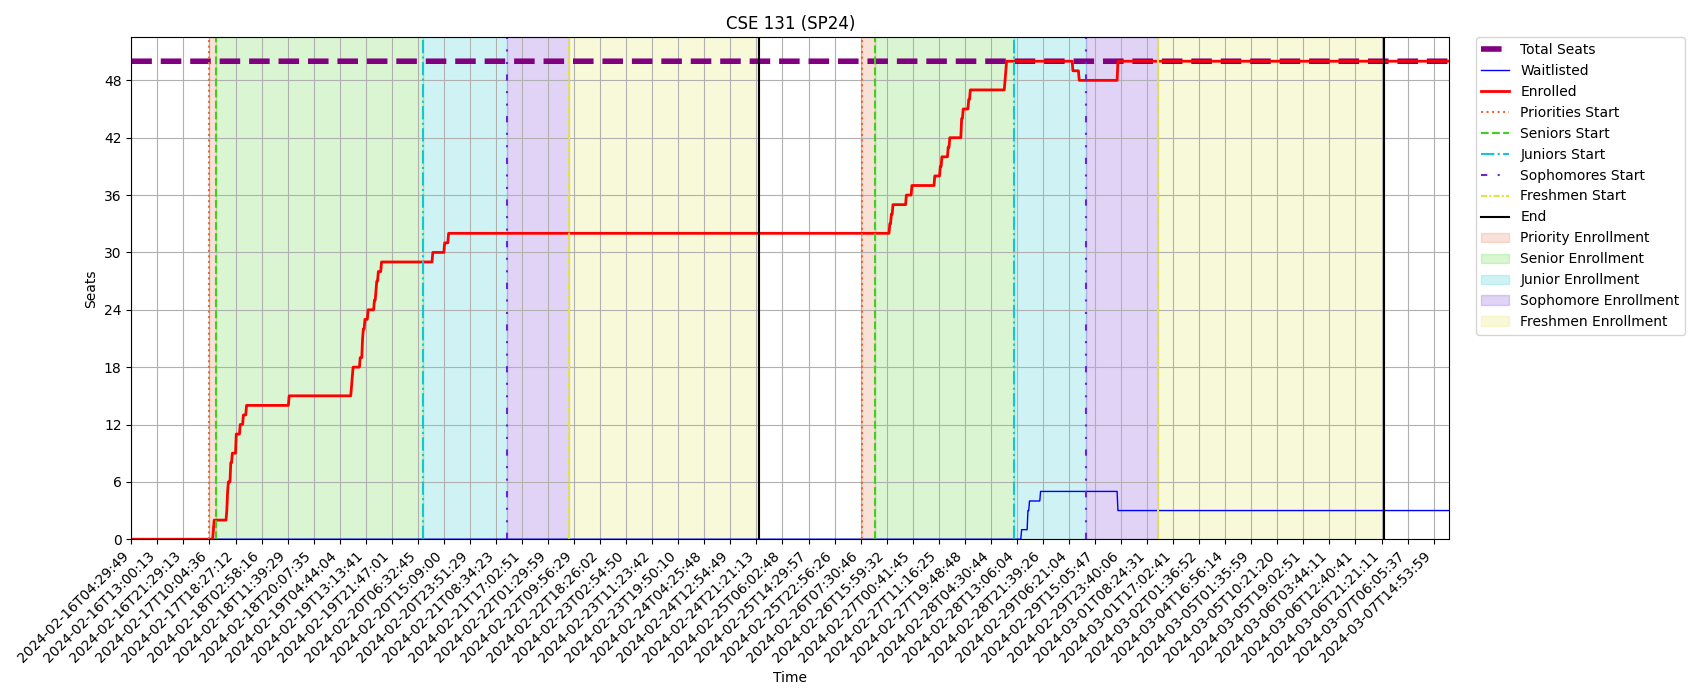 CSE 131 (SP24)
Seats
48
42
36
30
24
18
12
6
0
2024-02-16T04:29:49
2024-02-16T13:00:13
2024-02-16T21:29:13
2024-02-17T10:04:36
2024-02-17T18:27:12
2024-02-18T02:58:16
2024-02-18T11:39:29
2024-02-18T20:07:35
2024-02-19T04:44:04
2024-02-19T13:13:41
2024-02-19T21:47:01
2024-02-20T06:32:45
2024-02-20T15:09:00
2024-02-20T23:51:29
2024-02-21T08:34:23
2024-02-21T17:02:51
2024-02-22T01:29:59
2024-02-22T09:56:29
2024-02-22T18:26:02
2024-02-23T02:54:50
2024-02-23T11:23:42
2024-02-23T19:50:10
2024-02-24T04:25:48
2024-02-24T12:54:49
2024-02-24T21:21:13
2024-02-25T06:02:48
2024-02-25T14:29:57
2024-02-25T22:56:26
2024-02-26T07:30:46
2024-02-26T15:59:32
2024-02-27T00:41:45
2024-02-27T11:16:25
2024-02-27T19:48:48
2024-02-28T04:30:44
2024-02-28T13:06:04
2024-02-28T21:39:26
2024-02-29T06:21:04
2024-02-29T15:05:47
2024-02-29T23:40:06
2024-03-01T08:24:31
2024-03-01T17:02:41
2024-03-02T01:36:52
2024-03-04T16:56:14
2024-03-05T01:35:59
2024-03-05T10:21:20
2024-03-05T19:02:51
2024-03-06T03:44:11
2024-03-06T12:40:41
2024-03-06T21:21:11
2024-03-07T06:05:37
2024-03-07T14:53:59
Time
Total Seats
Waitlisted
Enrolled
Priorities Start
Seniors Start
Juniors Start
Sophomores Start
Freshmen Start
End
Priority Enrollment
Senior Enrollment
Junior Enrollment
Sophomore Enrollment
Freshmen Enrollment